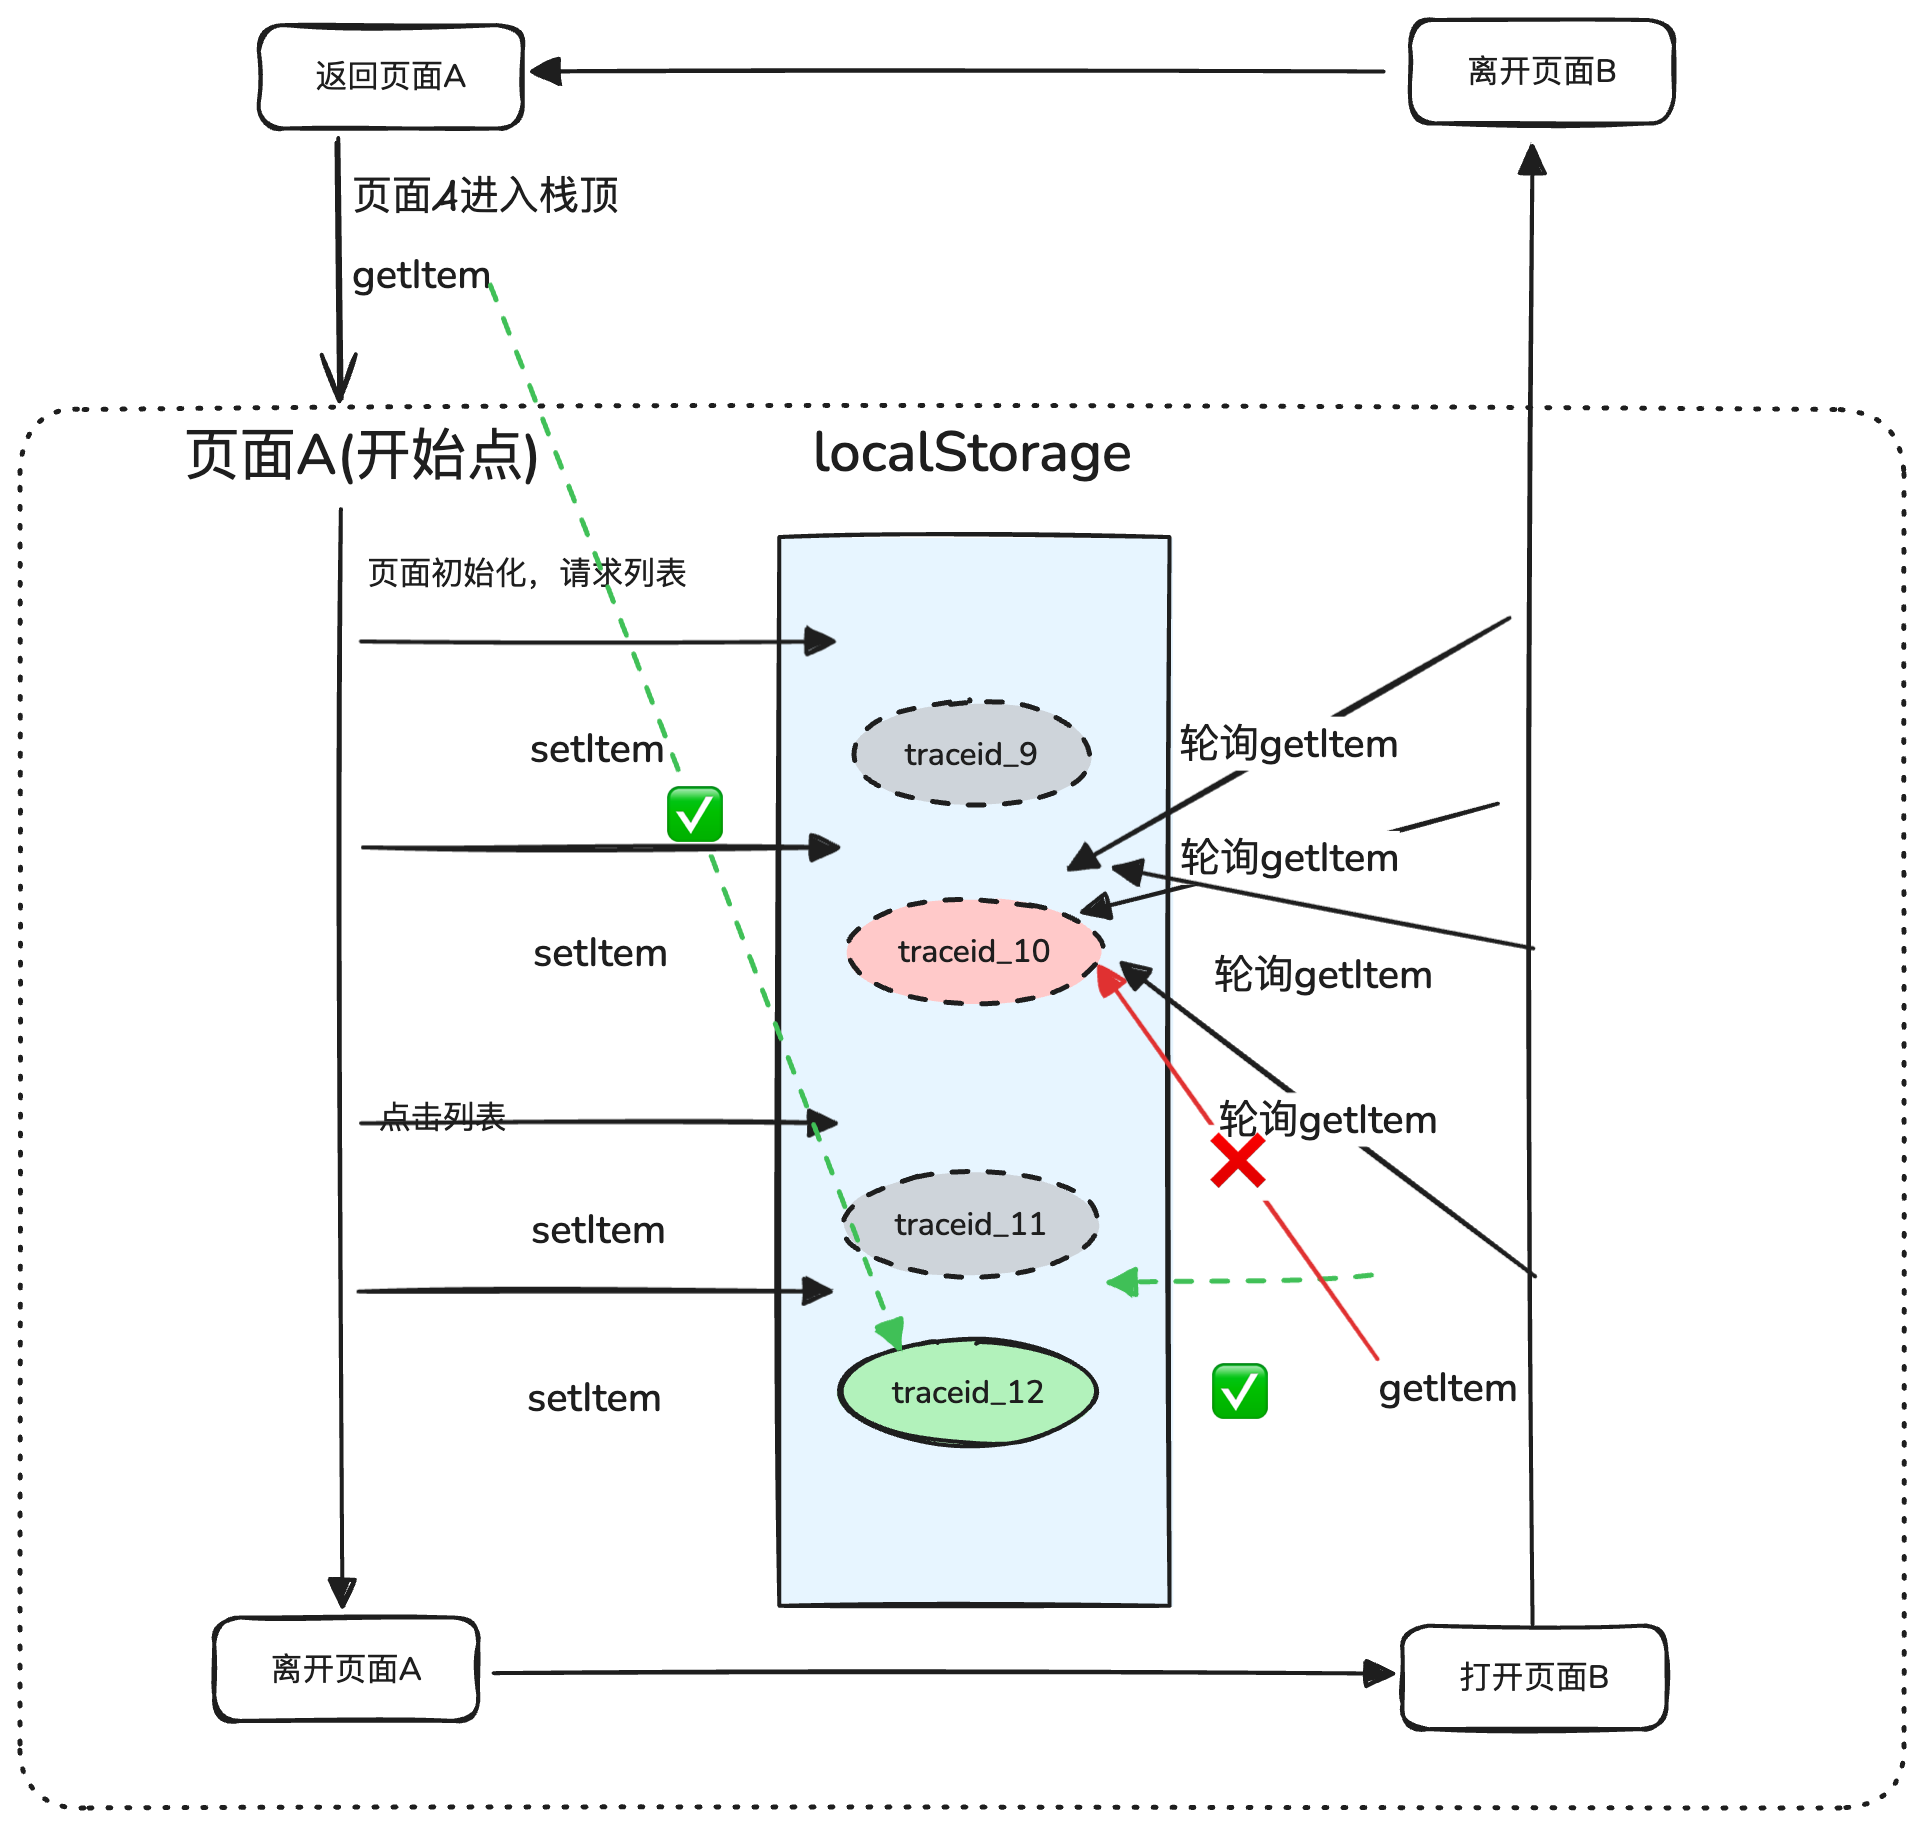 返回页面A
离开页面B
页面A进入栈顶
getItem
页面A(开始点)
localStorage
页面初始化，请求列表
setItem
traceid_9
轮询getItem
轮询getItem
setItem
traceid_10
轮询getItem
点击列表
轮询getItem
setItem
traceid_11
setItem
traceid_12
getItem
离开页面A
打开页面B